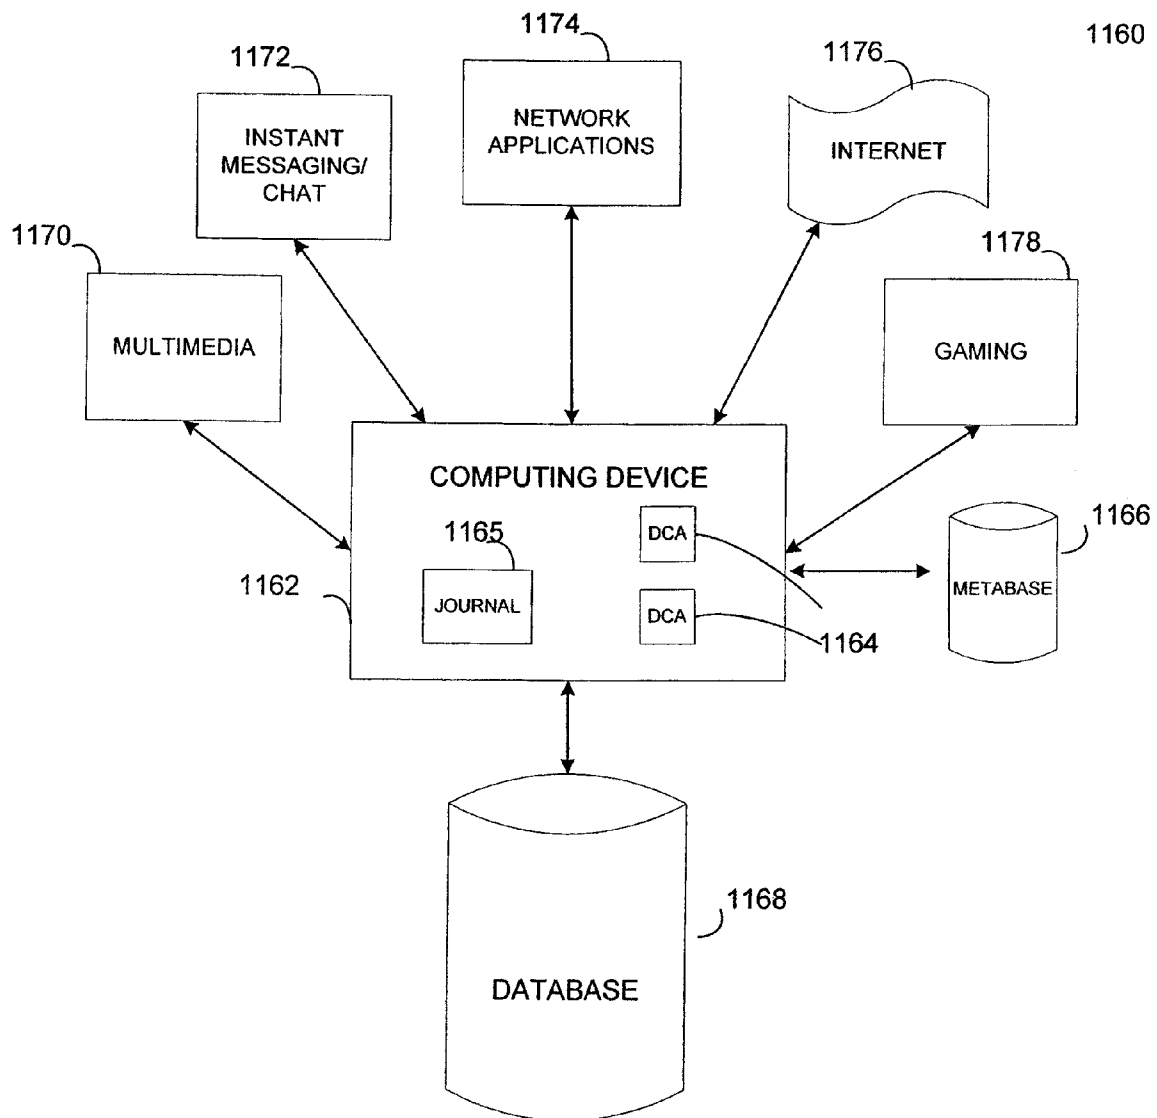 1160
1174
1172
1176
NETWORK
APPLICATIONS
INSTANT
MESSAGING/
CHAT
INTERNET
1170
1178
MULTIMEDIA
GAMING
COMPUTING DEVICE
1165
DCA
1166
1162
JOURNAL
METABASE
DCA
1164
1168
DATABASE